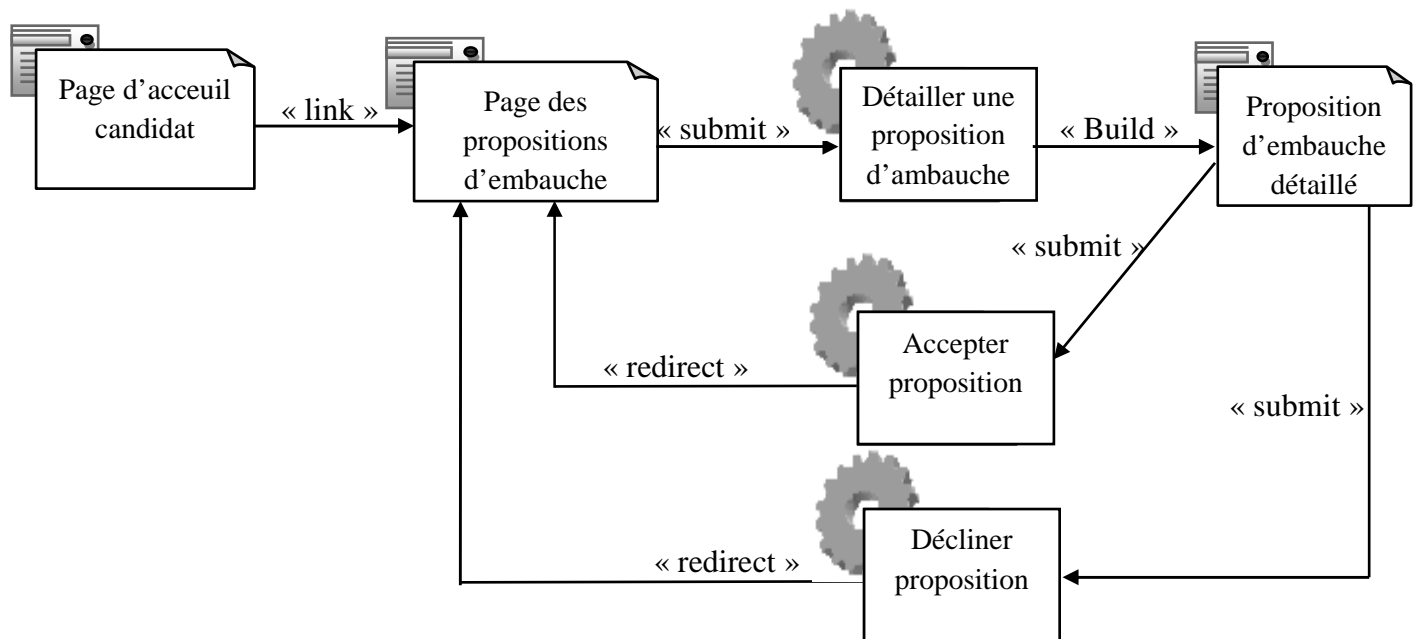 Page d’acceuil
candidat
« link »
Page des
propositions
d’embauche
« submit »
Détailler une
proposition
d’ambauche
« Build »
Proposition
d’embauche
détaillé
« submit »
Accepter
proposition
« redirect »
« submit »
Décliner
proposition
« redirect »